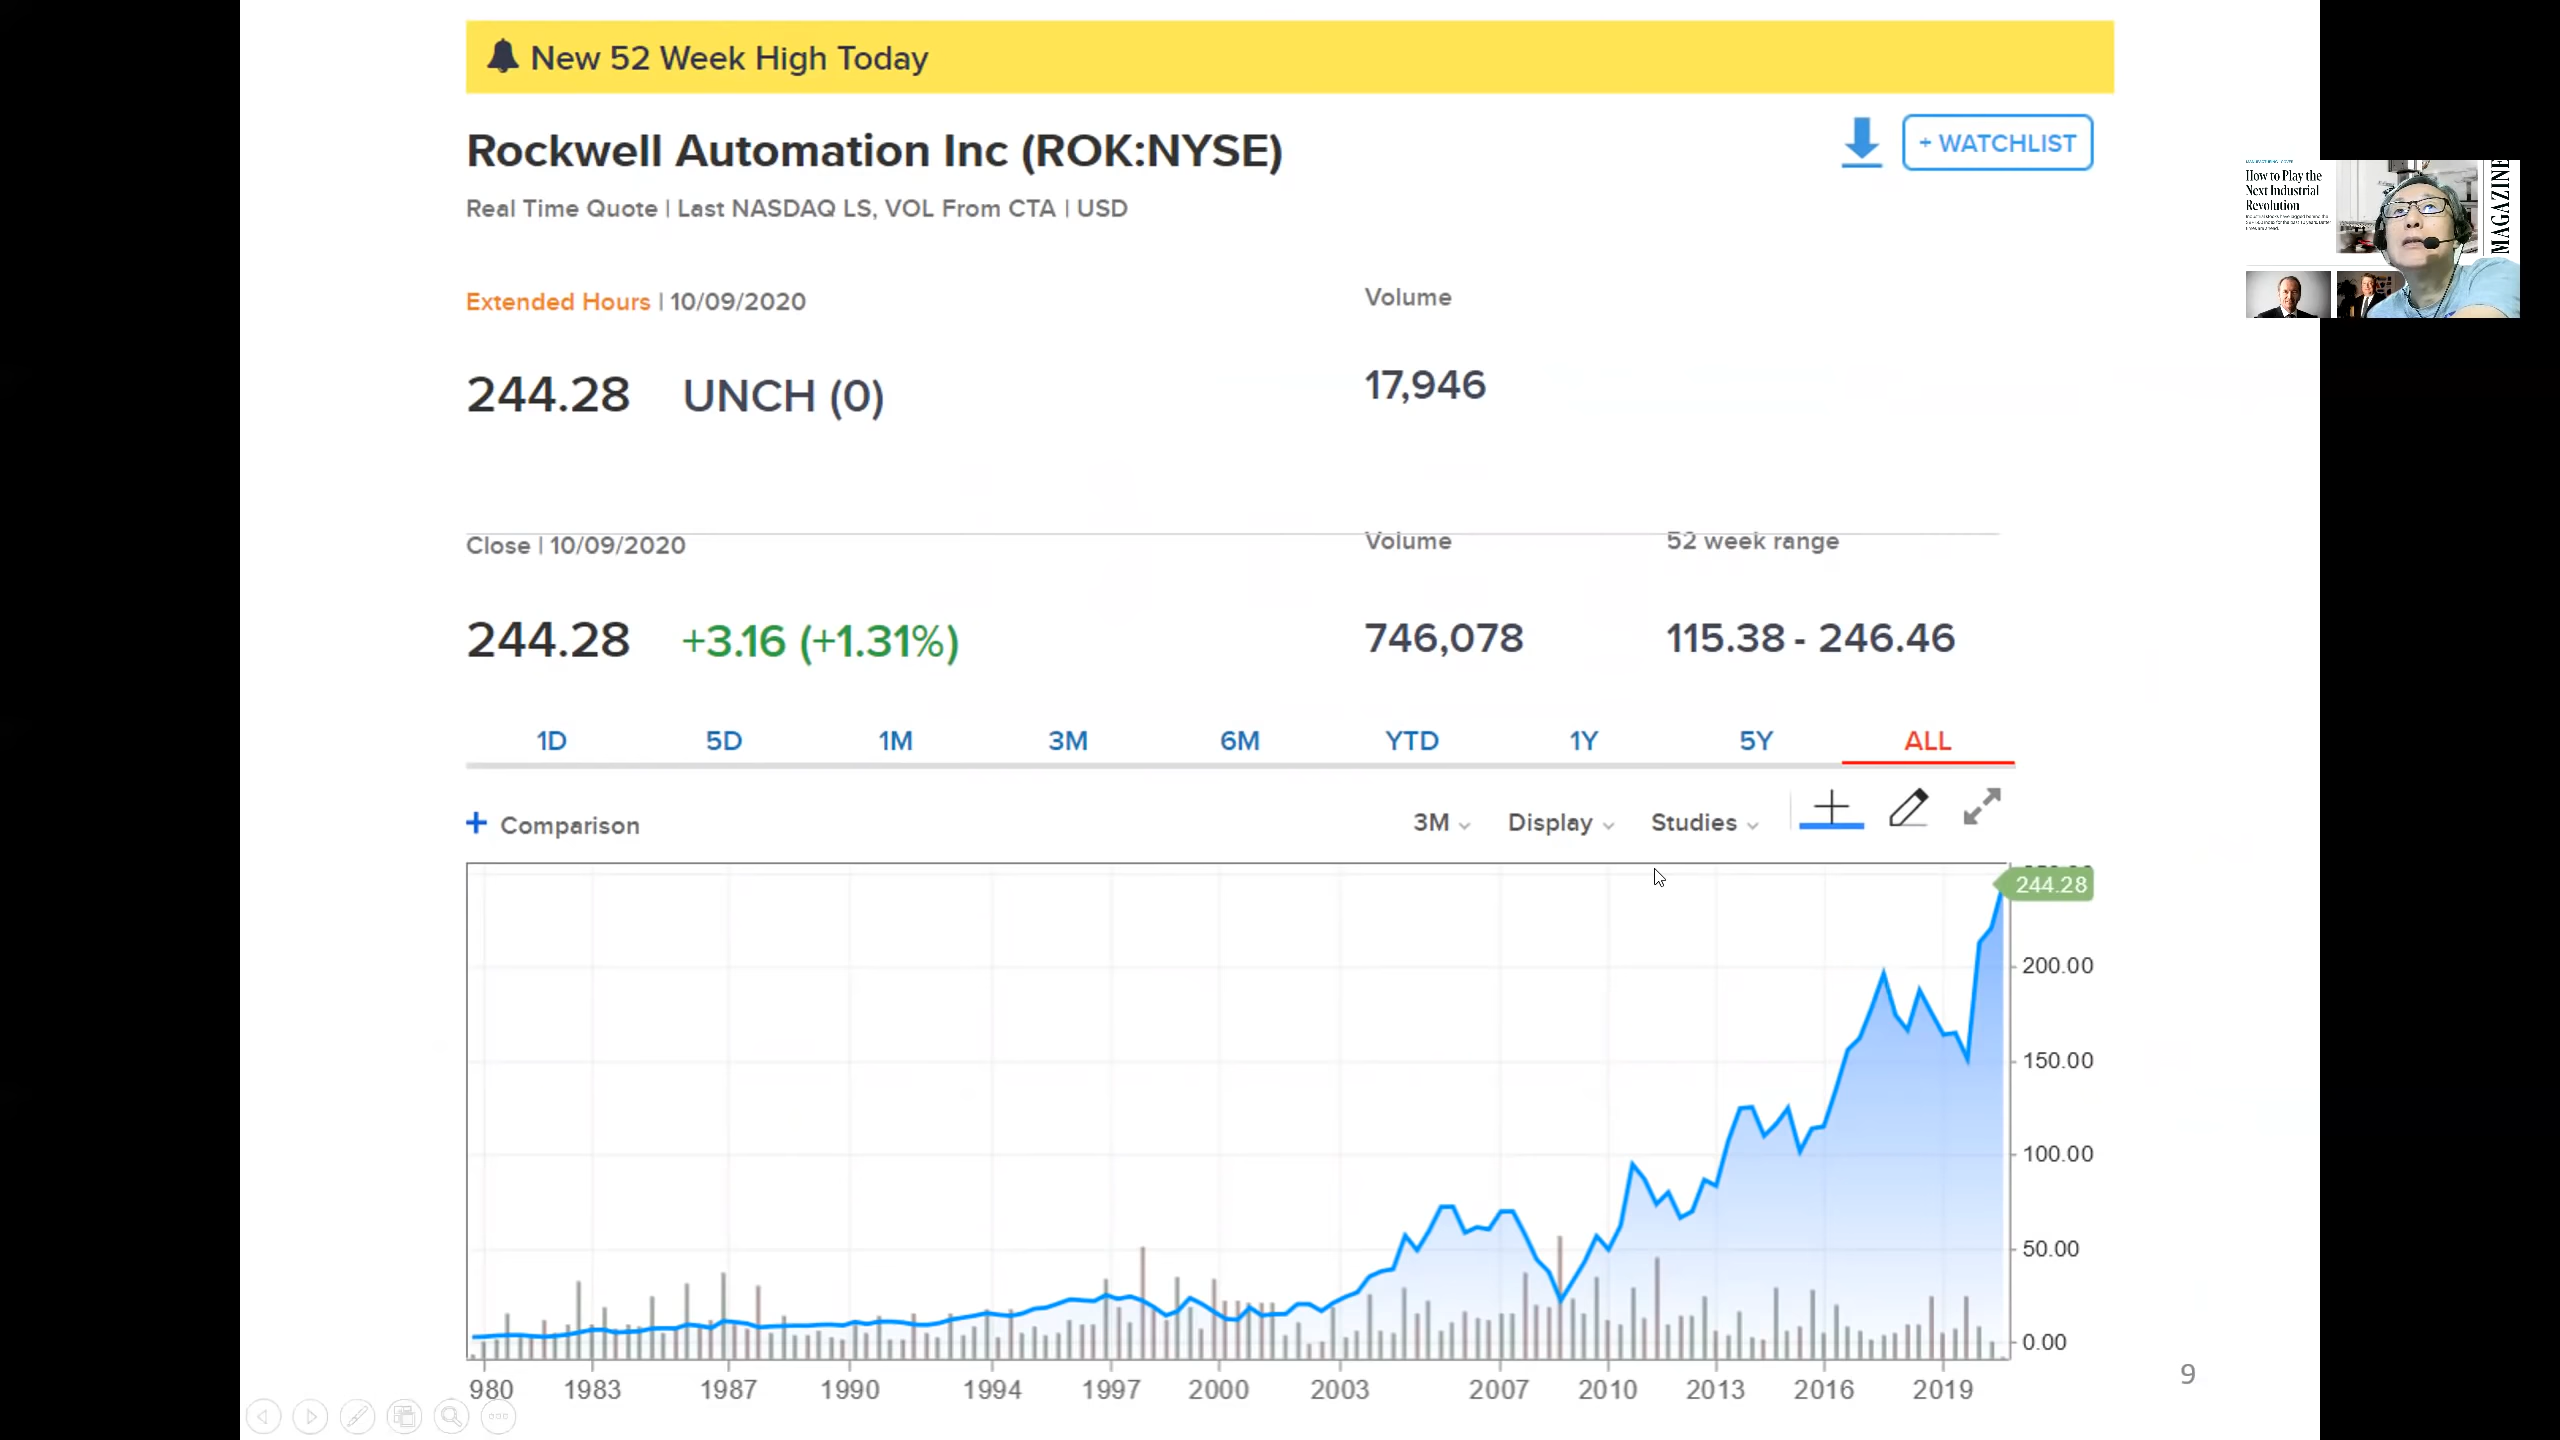 New 52 Week High Today
Rockwell Automation Inc (ROK:NYSE)
+ WATCHLIST
Real Time Quote | Last NASDAQ LS, VOL From CTA | USD
Extended Hours | 10/09/2020
Volume
244.28 UNCH (0)
17,946
Close | 10/09/2020
Volume
52 week range
244.28 +3.16 (+1.31%)
746,078
115.38 - 246.46
1D 5D 1M 3M 6M YTD 1Y 5Y ALL
+ Comparison
3M Display Studies
244.28
200.00
150.00
100.00
50.00
0.00
980 1983 1987 1990 1994 1997 2000 2003 2007 2010 2013 2016 2019
9
How to Play the
Next Industrial
Revolution
MAGAZINE